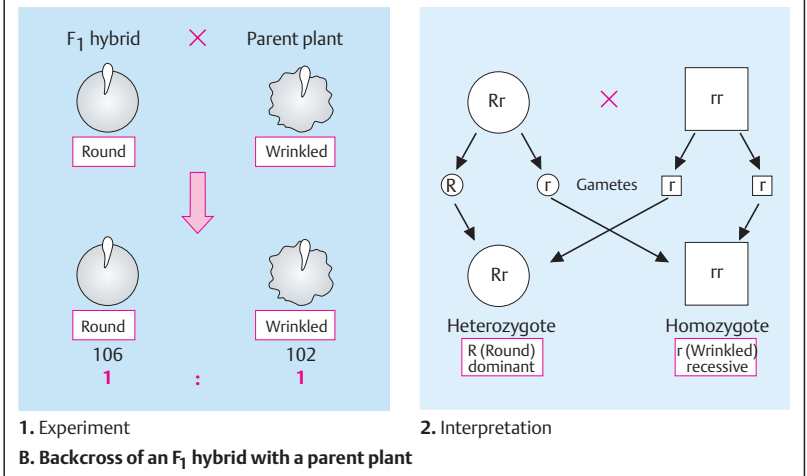 F1 hybrid × Parent plant
Round Wrinkled
Round Wrinkled
106 102
1 : 1
1. Experiment
Rr × rr
R r Gametes r r
Rr rr
Heterozygote Homozygote
R (Round) r (Wrinkled)
dominant recessive
2. Interpretation
B. Backcross of an F1 hybrid with a parent plant